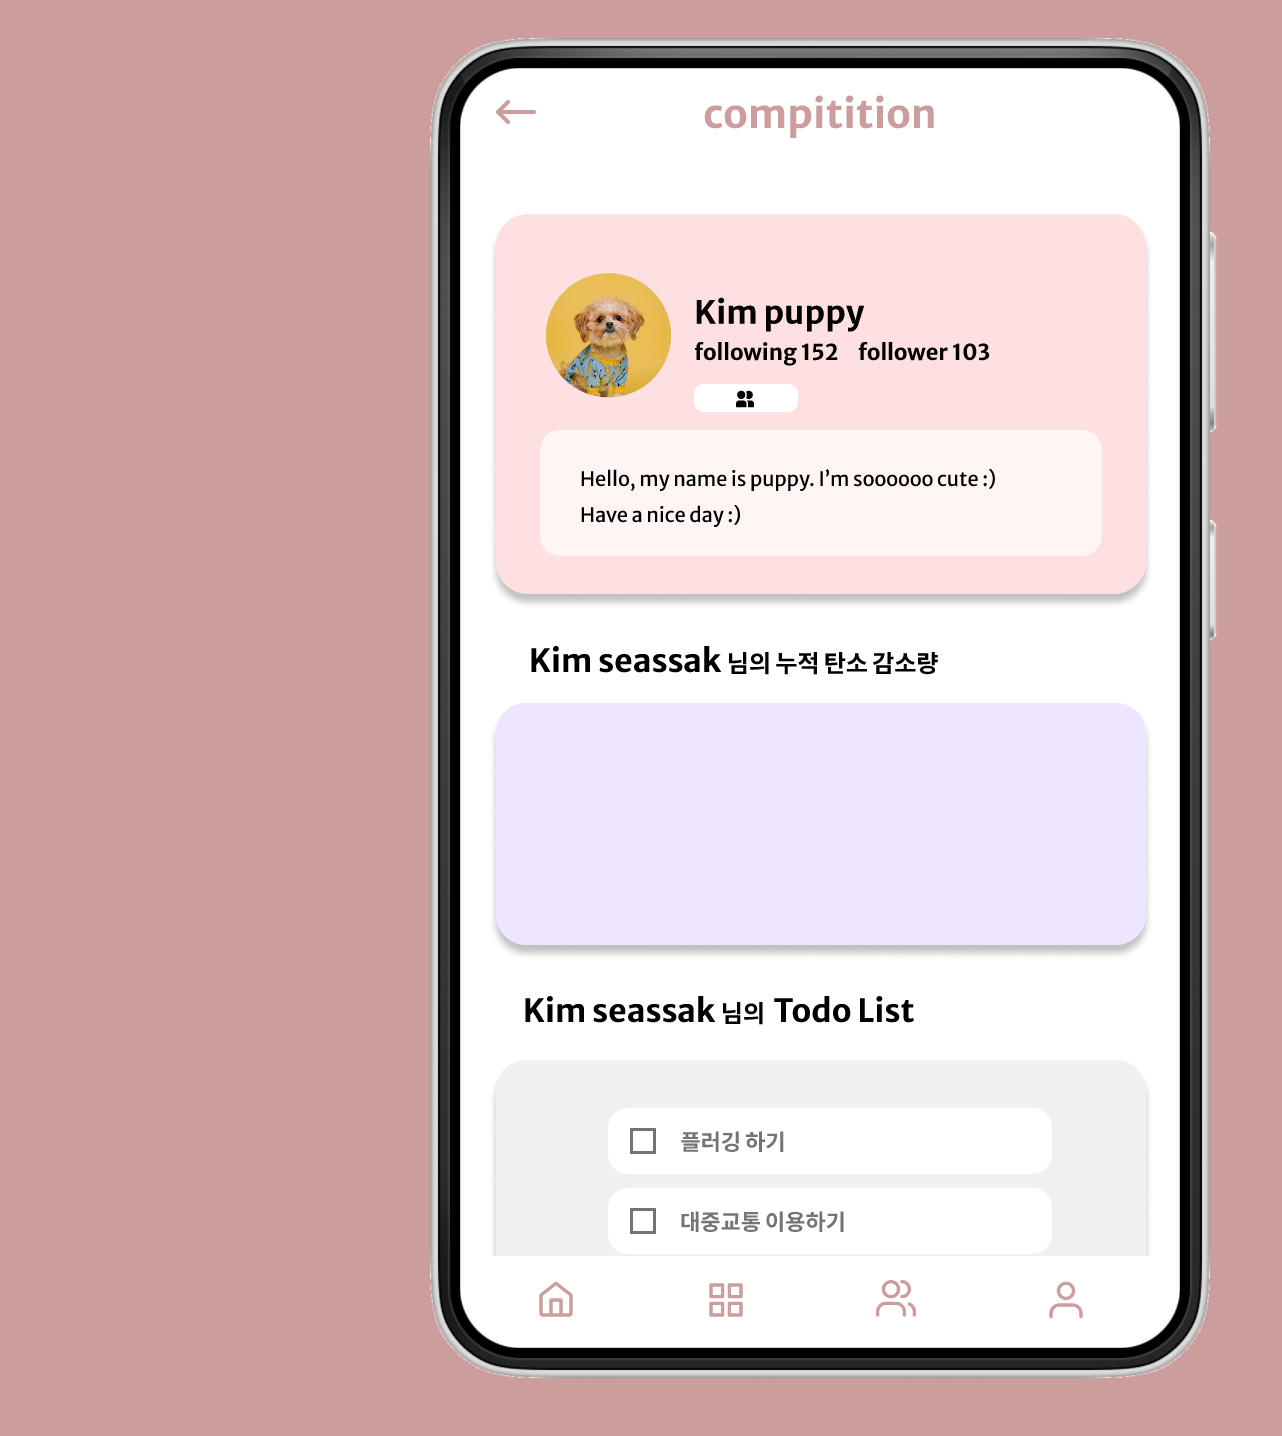 compitition
Kim puppy
following 152 follower 103
Hello, my name is puppy. I’m soooooo cute :)
Have a nice day :)
Kim seassak 님의 누적 탄소 감소량
Kim seassak 님의 Todo List
플러깅 하기
대중교통 이용하기